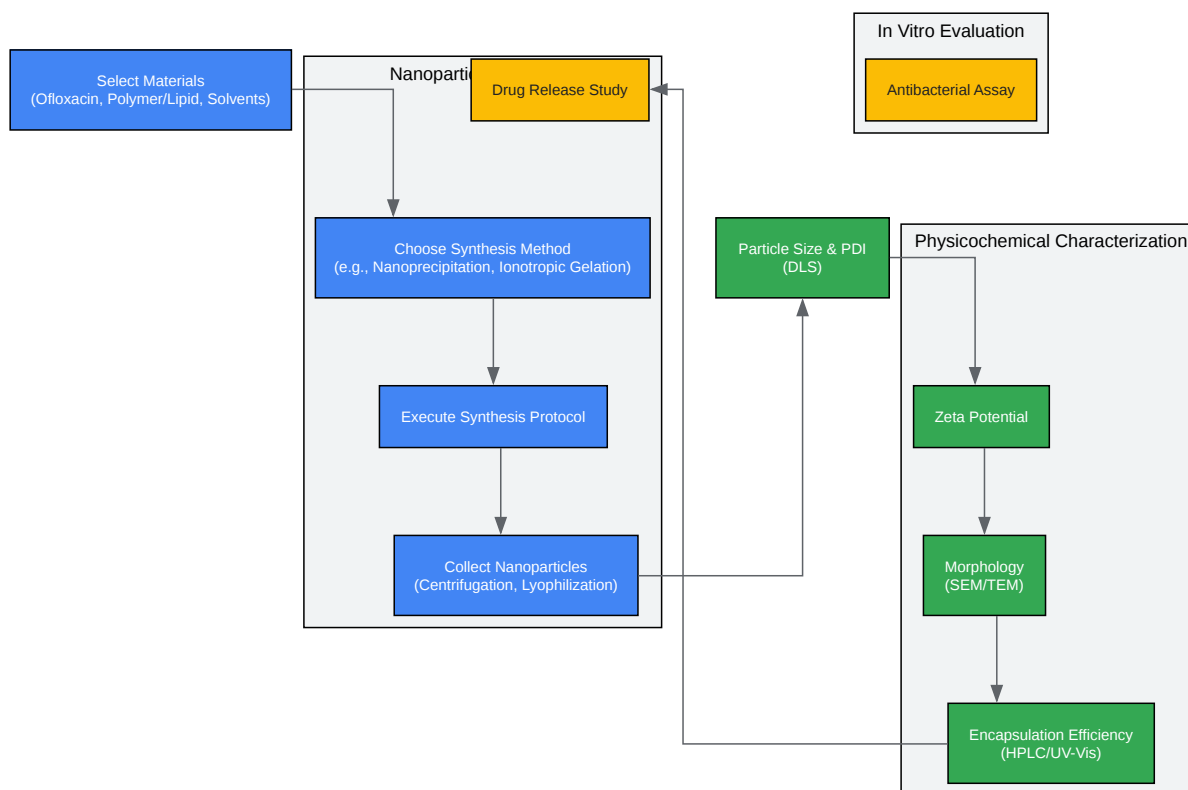 In Vitro Evaluation
Select Materials
(Ofloxacin, Polymer/Lipid, Solvents)
Drug Release Study
Antibacterial Assay
Choose Synthesis Method
(e.g., Nanoprecipitation, Ionotropic Gelation)
Particle Size & PDI
(DLS)
Physicochemical Characterization
Execute Synthesis Protocol
Zeta Potential
Collect Nanoparticles
(Centrifugation, Lyophilization)
Morphology
(SEM/TEM)
Encapsulation Efficiency
(HPLC/UV-Vis)